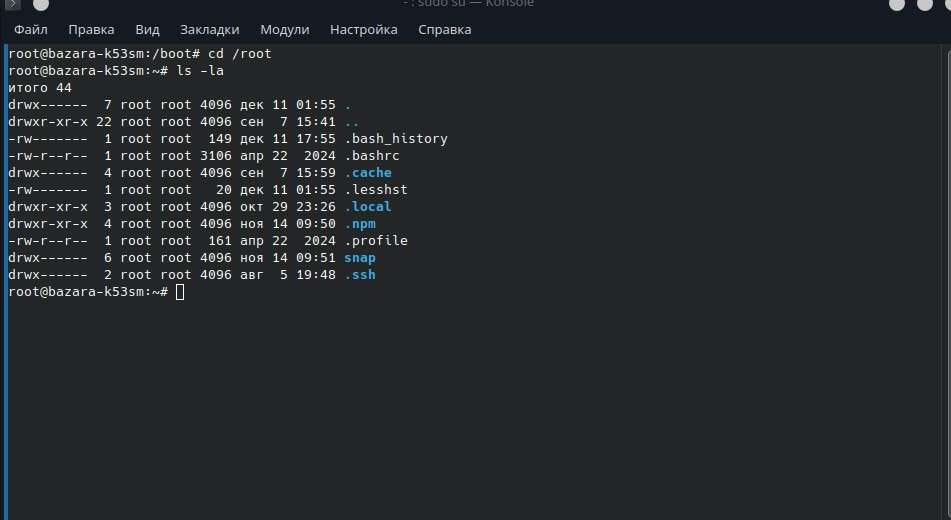 - : sudo su — Konsole
Файл Правка Вид Закладки Модули Настройка Справка
root@bazara-k53sm:/boot# cd /root
root@bazara-k53sm:~# ls -la
итого 44
drwx------  7 root root 4096 дек 11 01:55 .
drwxr-xr-x 22 root root 4096 сен  7 15:41 ..
-rw-------  1 root root  149 дек 11 17:55 .bash_history
-rw-r--r--  1 root root 3106 апр 22  2024 .bashrc
drwx------  4 root root 4096 сен  7 15:59 .cache
-rw-------  1 root root   20 дек 11 01:55 .lesshst
drwxr-xr-x  3 root root 4096 окт 29 23:26 .local
drwxr-xr-x  4 root root 4096 ноя 14 09:50 .npm
-rw-r--r--  1 root root  161 апр 22  2024 .profile
drwx------  6 root root 4096 ноя 14 09:51 snap
drwx------  2 root root 4096 авг  5 19:48 .ssh
root@bazara-k53sm:~#